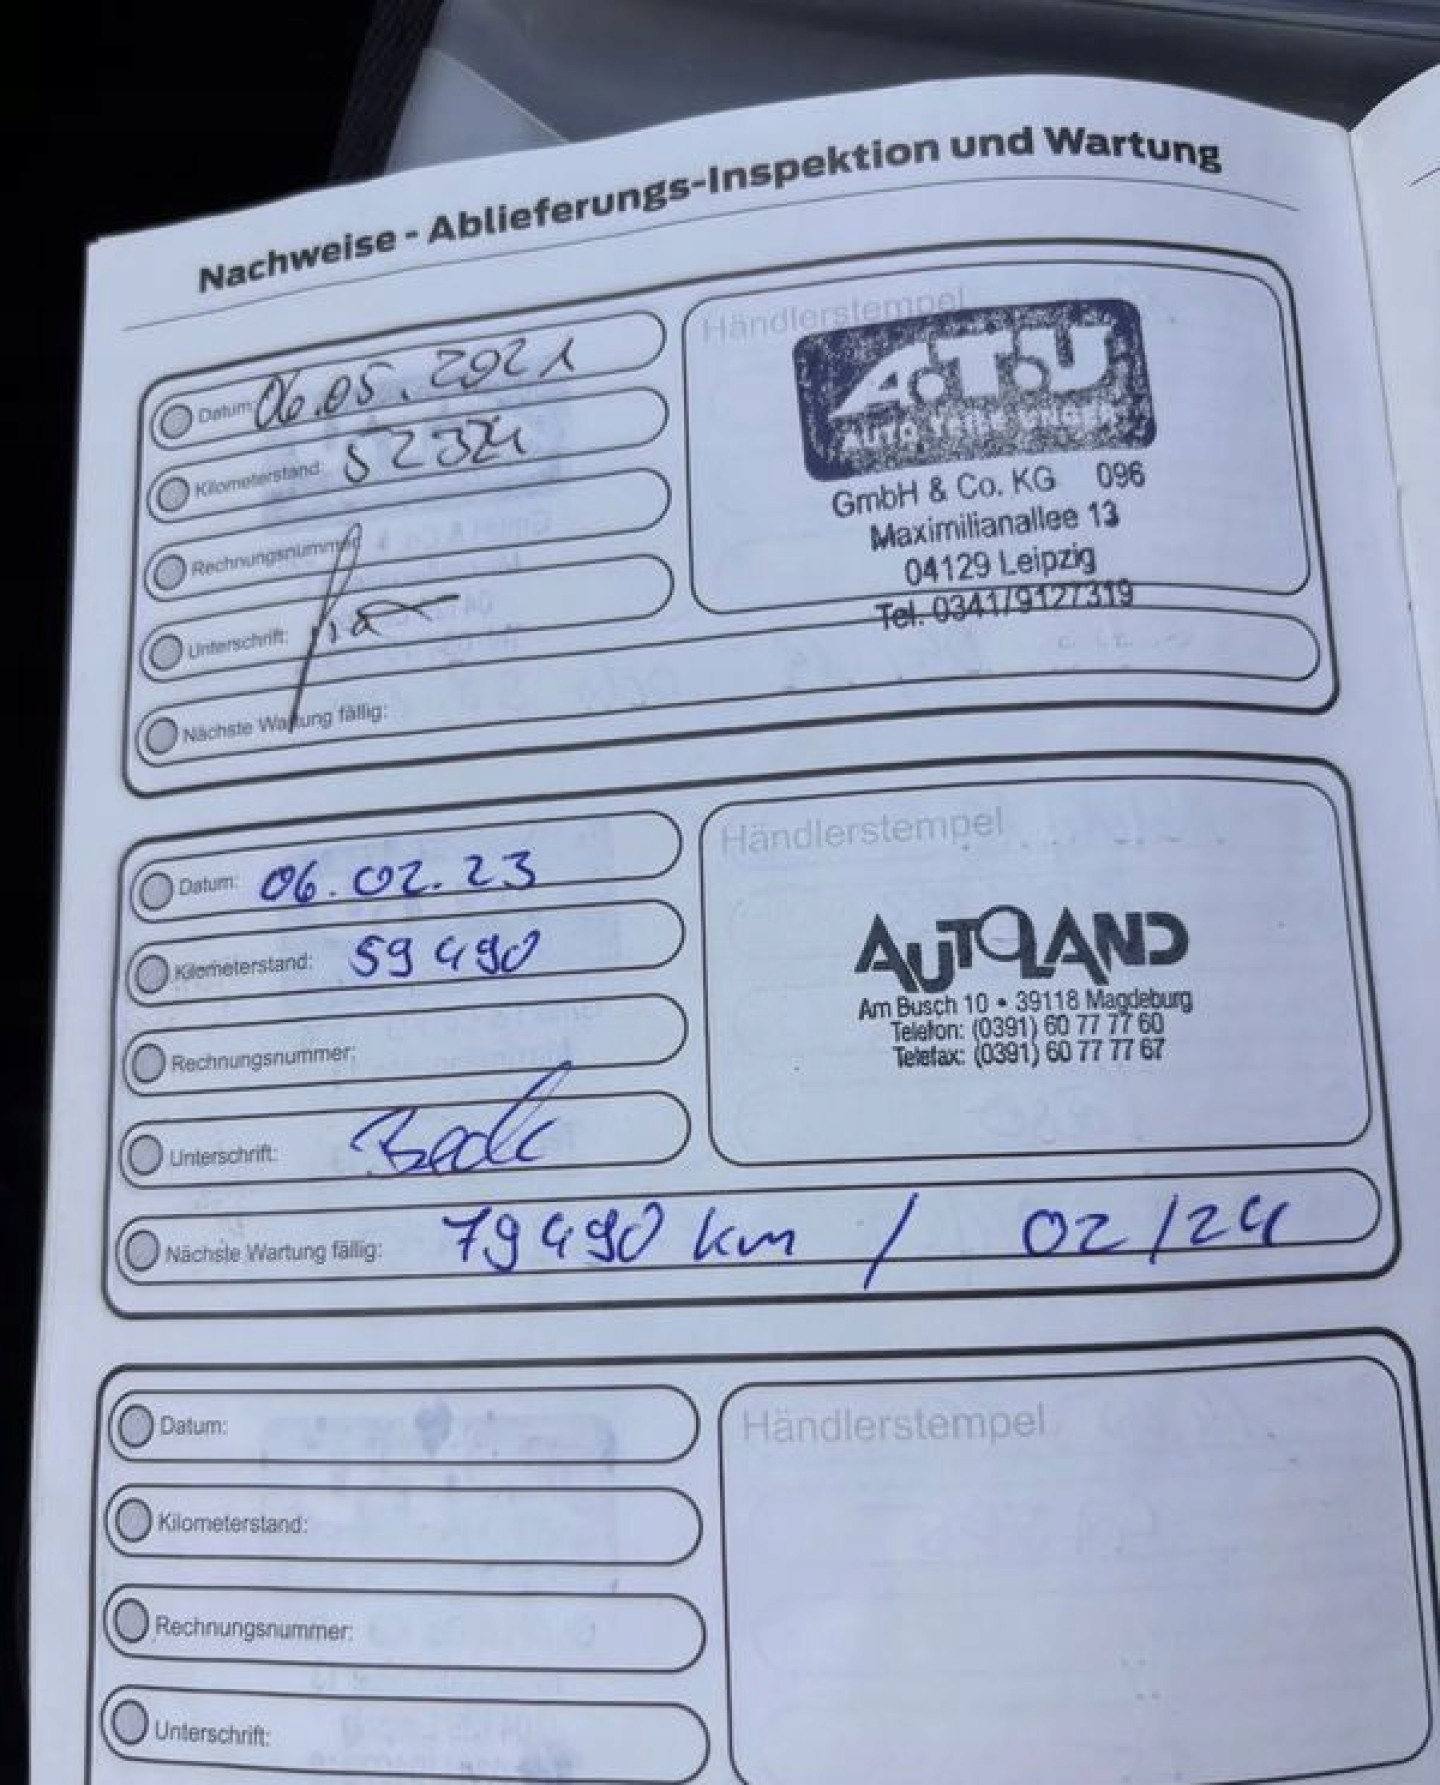 Nachweise - Ablieferungs-Inspektion und Wartung
Datum: 06.05.2021
Kilometerstand: 52324
Rechnungsnummer:
Unterschrift:
Nächste Wartung fällig:
Händlerstempel
A.T.U
AUTO TEILE UNGER
GmbH & Co. KG 096
Maximilianallee 13
04129 Leipzig
Tel. 0341/9127319
Datum: 06.02.23
Kilometerstand: 59490
Rechnungsnummer:
Unterschrift: Beck
Nächste Wartung fällig: 79490 km / 02/24
Händlerstempel
AUTOLAND
Am Busch 10 • 39118 Magdeburg
Telefon: (0391) 60 77 77 60
Telefax: (0391) 60 77 77 67
Datum:
Kilometerstand:
Rechnungsnummer:
Unterschrift:
Händlerstempel